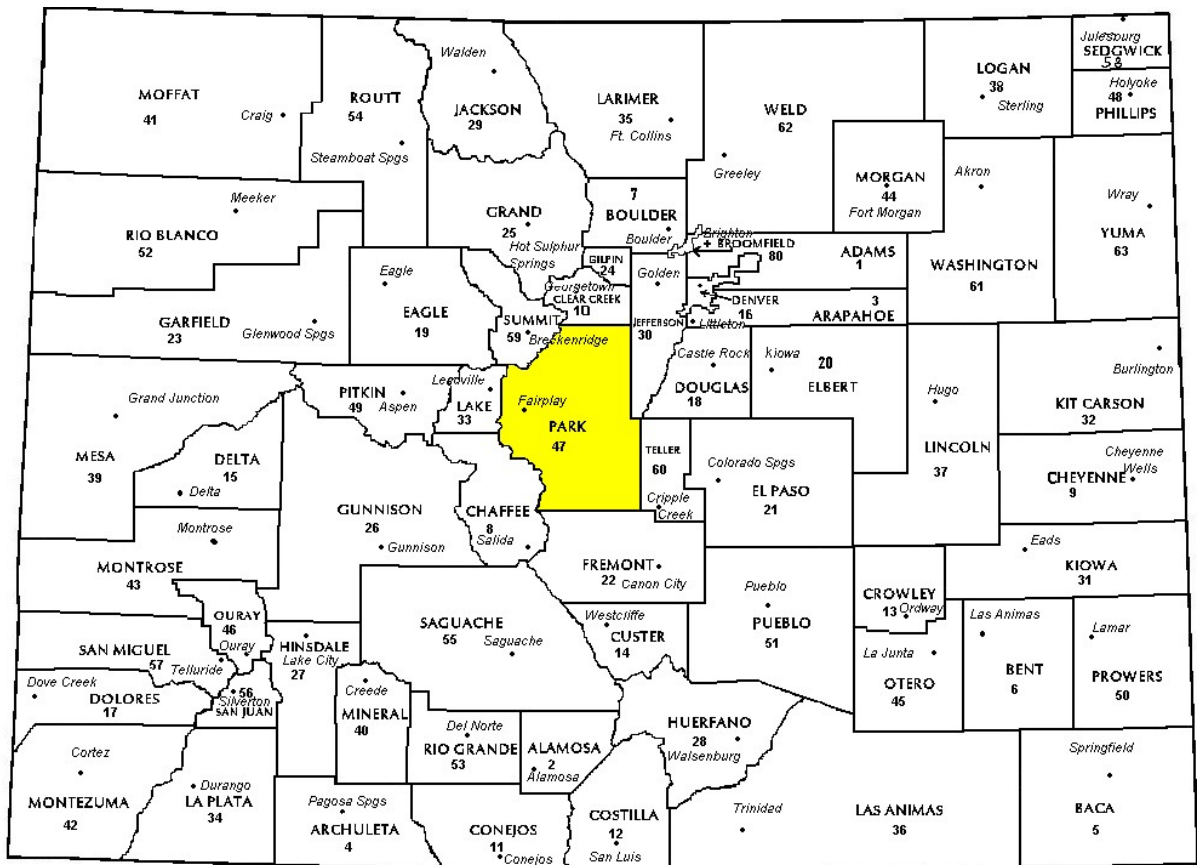 Julesburg
SEDGWICK
58
Walden
MOFFAT
41
Craig
ROUTT
54
Steamboat Spgs
JACKSON
29
LARIMER
35
Ft. Collins
WELD
62
Greeley
LOGAN
38
Sterling
Holyoke
48
PHILLIPS
MORGAN
44
Fort Morgan
Akron
WASHINGTON
61
Wray
YUMA
63
Meeker
RIO BLANCO
52
GRAND
25
Hot Sulphur
Springs
7
BOULDER
Boulder
Brighton
+ BROOMFIELD
80
ADAMS
1
GILPIN
24
Golden
Georgetown
CLEAR CREEK
10
DENVER
16
3
ARAPAHOE
Littleton
JEFFERSON
30
Eagle
EAGLE
19
SUMMIT
59
Breckenridge
GARFIELD
23
Glenwood Spgs
Castle Rock
DOUGLAS
18
kiowa
20
ELBERT
Burlington
KIT CARSON
32
Hugo
LINCOLN
37
Grand Junction
MESA
39
PITKIN
49
Aspen
Leadville
LAKE
33
Fairplay
PARK
47
TELLER
60
Cripple
Creek
Colorado Spgs
EL PASO
21
Cheyenne
Wells
CHEYENNE
9
DELTA
15
Delta
GUNNISON
26
Gunnison
CHAFFEE
8
Salida
Montrose
MONTROSE
43
FREMONT
22
Canon City
Pueblo
PUEBLO
51
CROWLEY
13
Ordway
Eads
KIOWA
31
OURAY
46
Ouray
HINSDALE
Lake City
27
SAGUACHE
55
Saguache
Westcliffe
CUSTER
14
La Junta
OTERO
45
Las Animas
BENT
6
Lamar
PROWERS
50
SAN MIGUEL
57
Telluride
Dove Creek
DOLORES
17
56
Silverton
SAN JUAN
Creede
MINERAL
40
Del Norte
RIO GRANDE
53
ALAMOSA
2
Alamosa
HUERFANO
28
Walsenburg
Cortez
MONTEZUMA
42
Durango
LA PLATA
34
Pagosa Spgs
ARCHULETA
4
CONEJOS
11
Conejos
COSTILLA
12
San Luis
Trinidad
LAS ANIMAS
36
Springfield
BACA
5